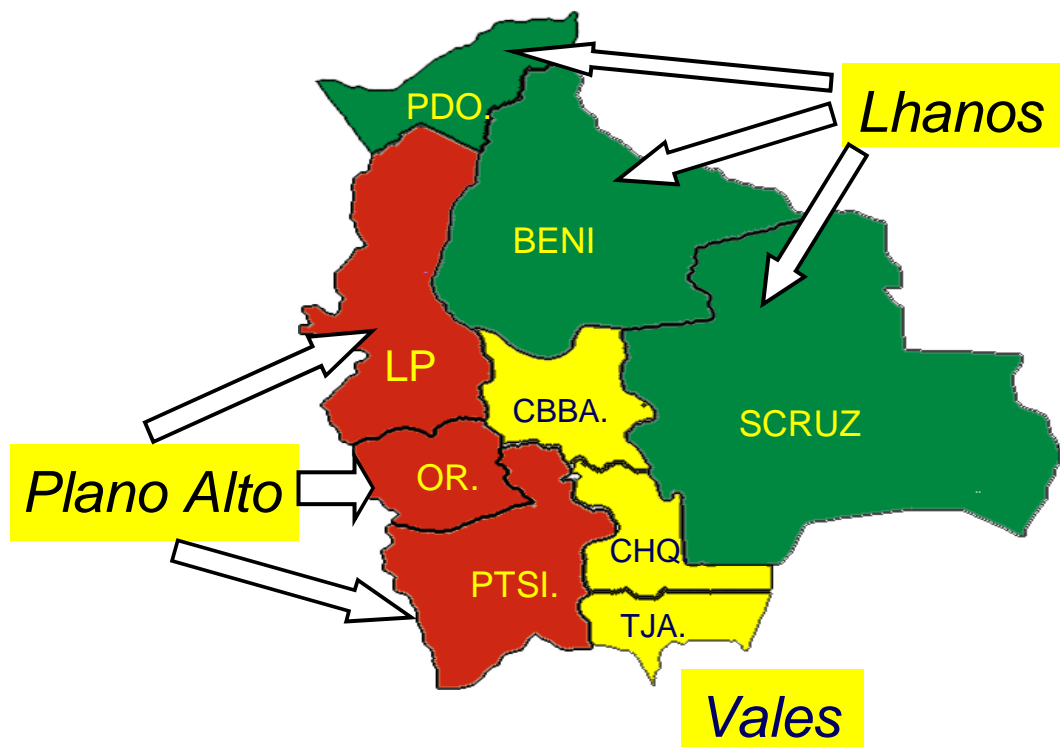 PDO.
Lhanos
BENI
LP
CBBA.
SCRUZ
Plano Alto
OR.
CHQ.
PTSI.
TJA.
Vales